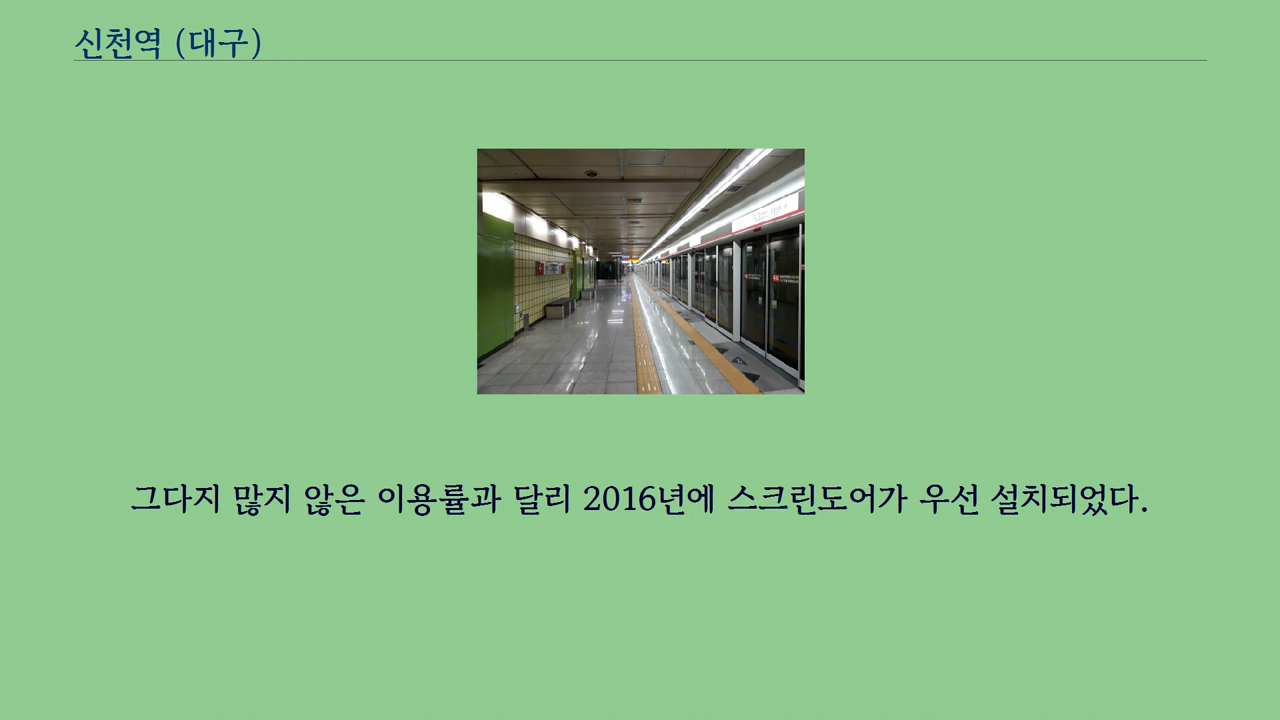 신천역 (대구)
그다지 많지 않은 이용률과 달리 2016년에 스크린도어가 우선 설치되었다.